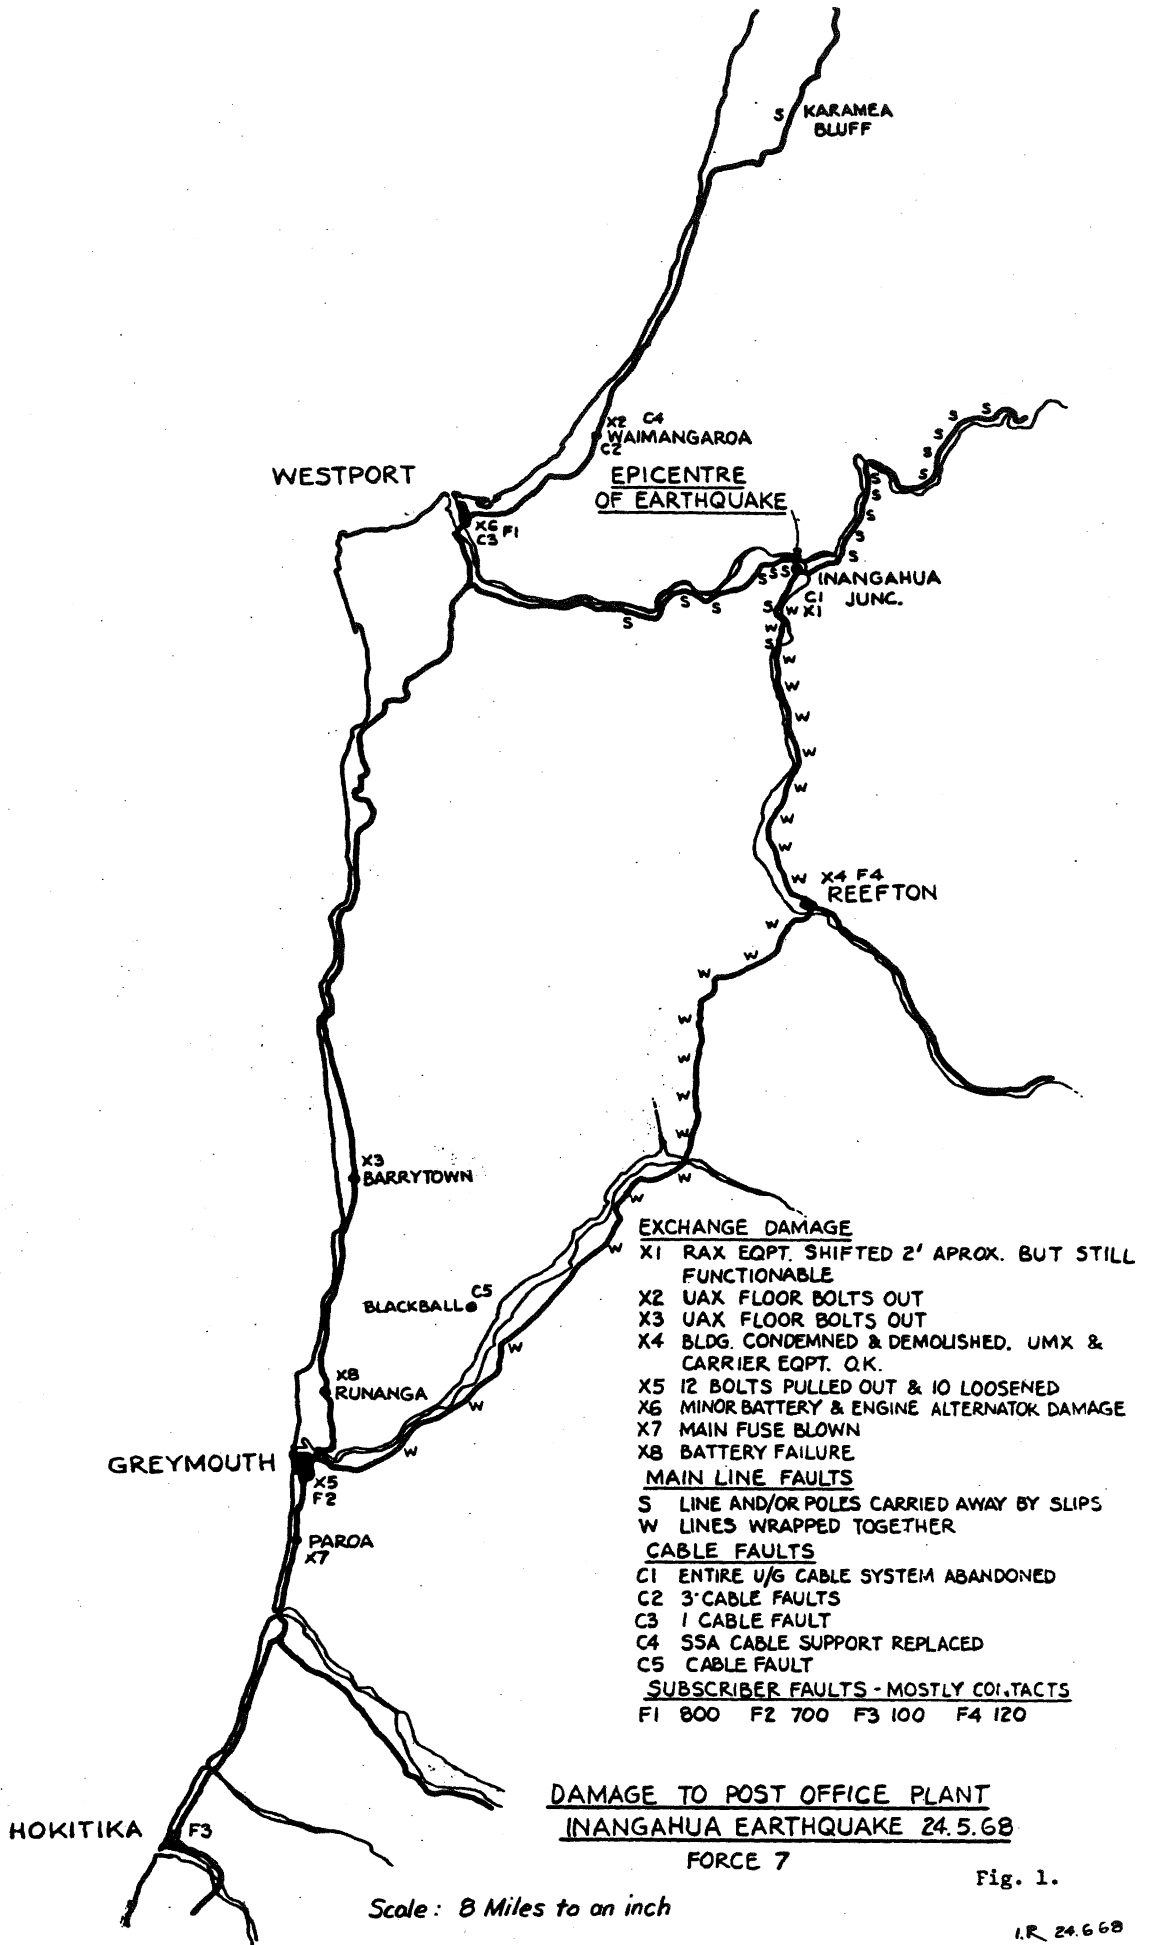 S KARAMEA
BLUFF
X2 C4
WAIMANGAROA
C2
WESTPORT
EPICENTRE
OF EARTHQUAKE
X6 F1
C3
S
S
S
S
S
S
S
S
S
S
S S S
S
S
S
INANGAHUA
JUNC.
C1
X1
S W
W
S
W
W
W
W
W
W
W
W
X4 F4
REEFTON
W
W
W
W
W
W
W
W
W
W
X3
BARRYTOWN
C5
BLACKBALL
W
X8
RUNANGA
W
W
GREYMOUTH
X5
F2
PAROA
X7
HOKITIKA
F3
EXCHANGE DAMAGE
X1 RAX EQPT. SHIFTED 2' APROX. BUT STILL
FUNCTIONABLE
X2 UAX FLOOR BOLTS OUT
X3 UAX FLOOR BOLTS OUT
X4 BLDG. CONDEMNED & DEMOLISHED. UMX &
CARRIER EQPT. O.K.
X5 12 BOLTS PULLED OUT & 10 LOOSENED
X6 MINOR BATTERY & ENGINE ALTERNATOR DAMAGE
X7 MAIN FUSE BLOWN
X8 BATTERY FAILURE
MAIN LINE FAULTS
S LINE AND/OR POLES CARRIED AWAY BY SLIPS
W LINES WRAPPED TOGETHER
CABLE FAULTS
C1 ENTIRE U/G CABLE SYSTEM ABANDONED
C2 3 CABLE FAULTS
C3 1 CABLE FAULT
C4 SSA CABLE SUPPORT REPLACED
C5 CABLE FAULT
SUBSCRIBER FAULTS - MOSTLY CONTACTS
F1 800 F2 700 F3 100 F4 120
DAMAGE TO POST OFFICE PLANT
INANGAHUA EARTHQUAKE 24.5.68
FORCE 7
Fig. 1.
Scale: 8 Miles to an inch
I.R. 24.6 68